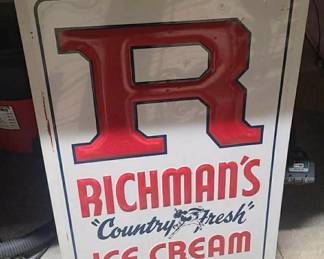 R
RICHMAN'S
"Country Fresh"
ICE CREAM